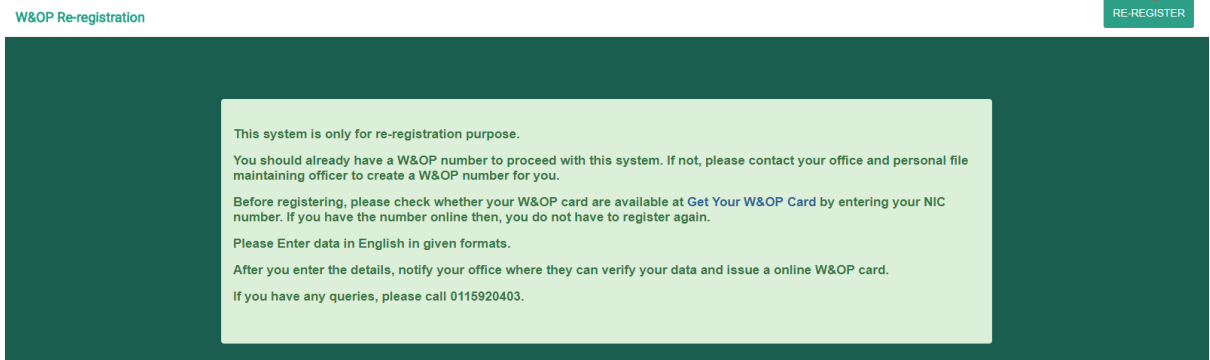 W&OP Re-registration
RE-REGISTER
This system is only for re-registration purpose.
You should already have a W&OP number to proceed with this system. If not, please contact your office and personal file
maintaining officer to create a W&OP number for you.
Before registering, please check whether your W&OP card are available at Get Your W&OP Card by entering your NIC
number. If you have the number online then, you do not have to register again.
Please Enter data in English in given formats.
After you enter the details, notify your office where they can verify your data and issue a online W&OP card.
If you have any queries, please call 0115920403.